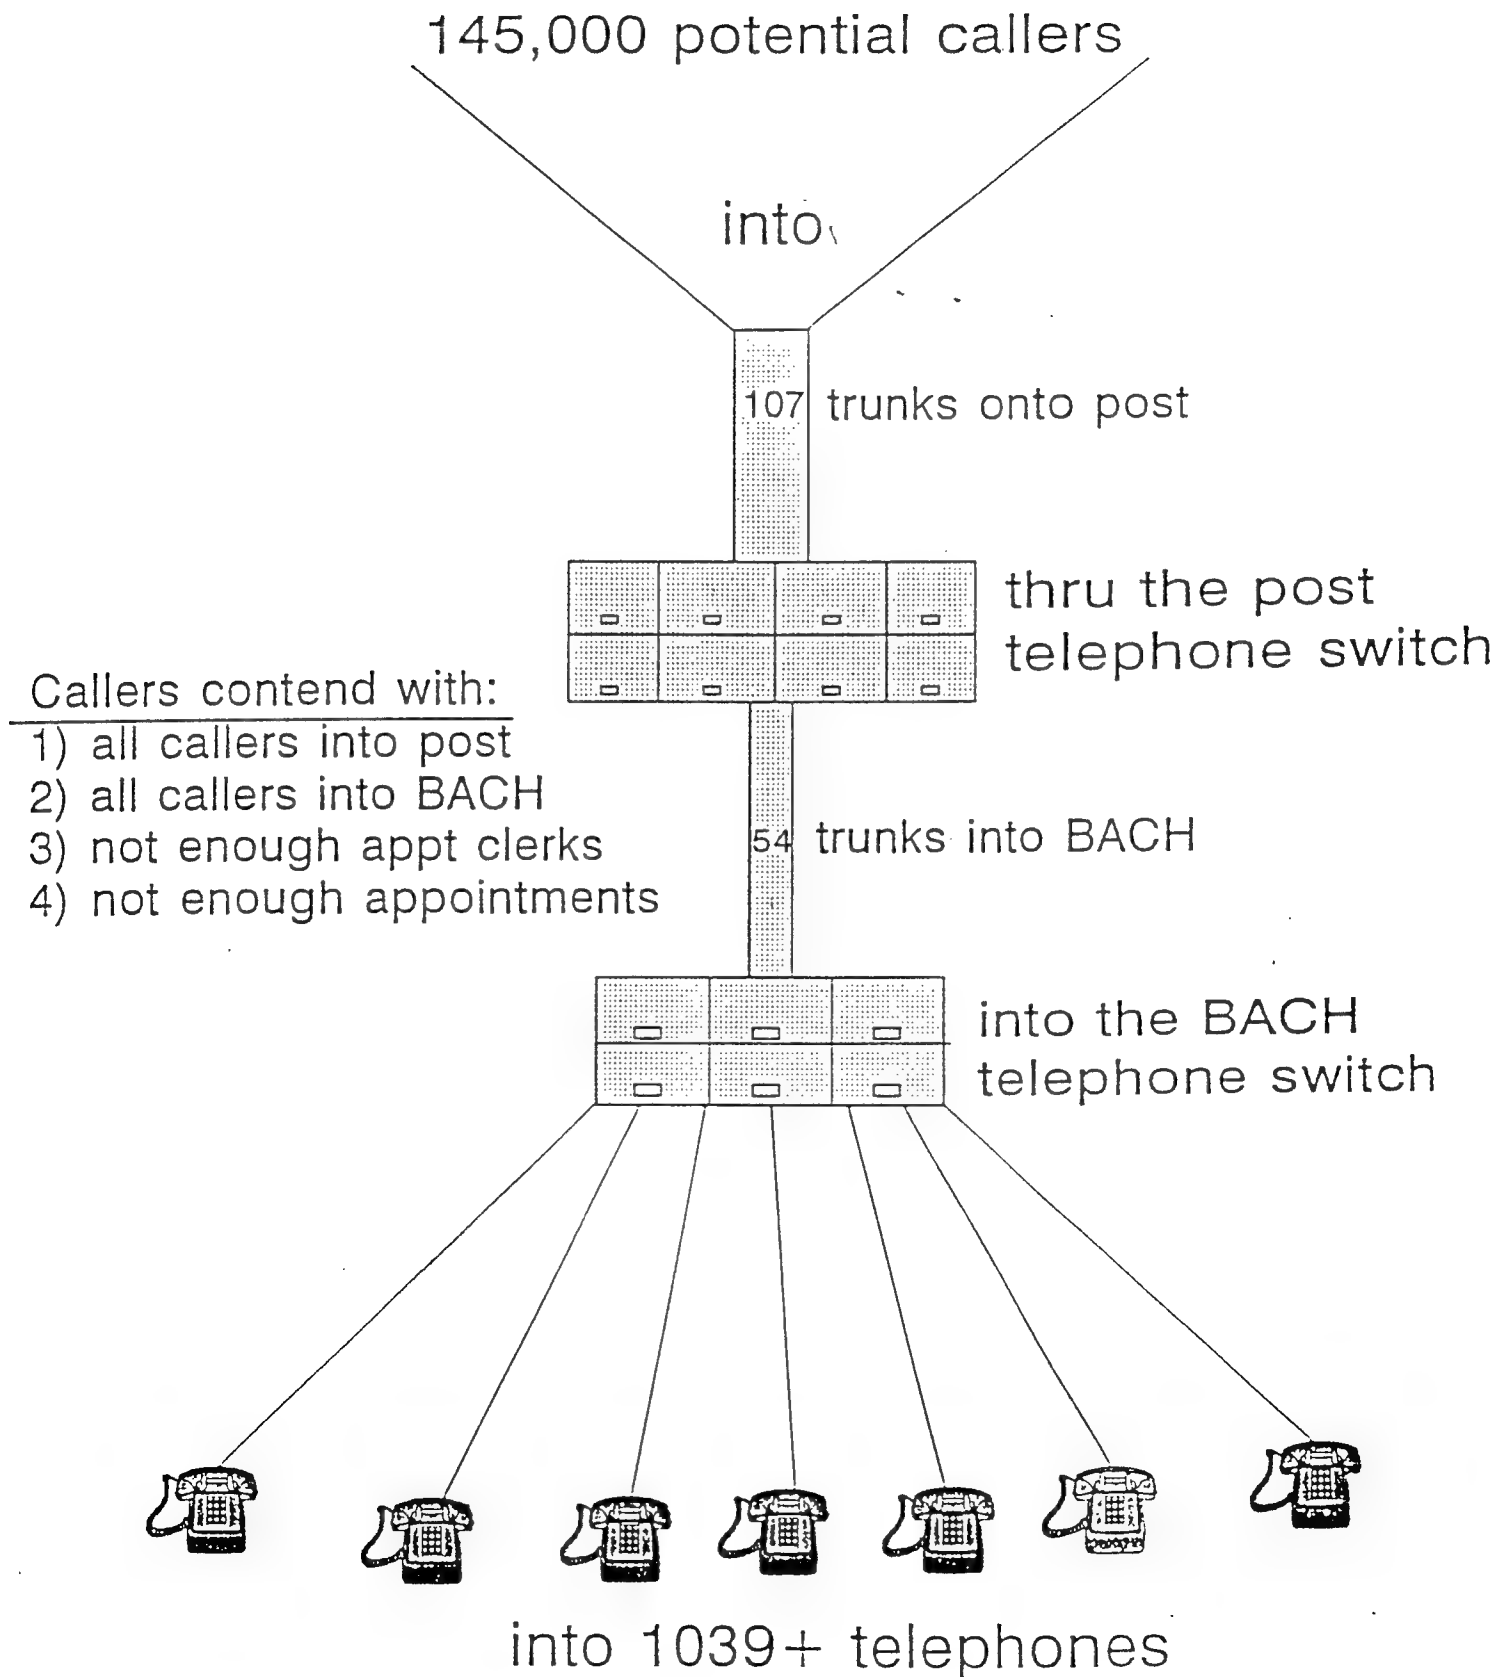 145,000 potential callers
into
107 trunks onto post
thru the post
telephone switch
Callers contend with:
1) all callers into post
2) all callers into BACH
3) not enough appt clerks
4) not enough appointments
54 trunks into BACH
into the BACH
telephone switch
into 1039+ telephones